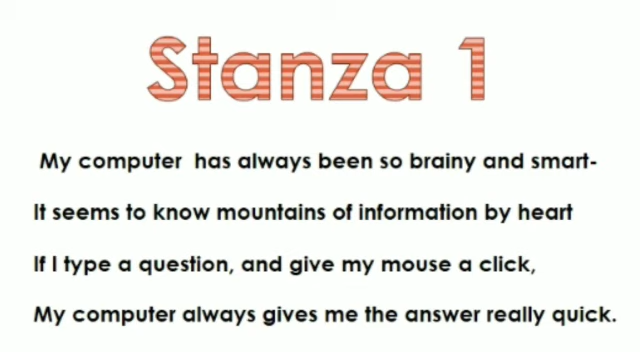 Stanza 1
My computer has always been so brainy and smart-
It seems to know mountains of information by heart
If I type a question, and give my mouse a click,
My computer always gives me the answer really quick.